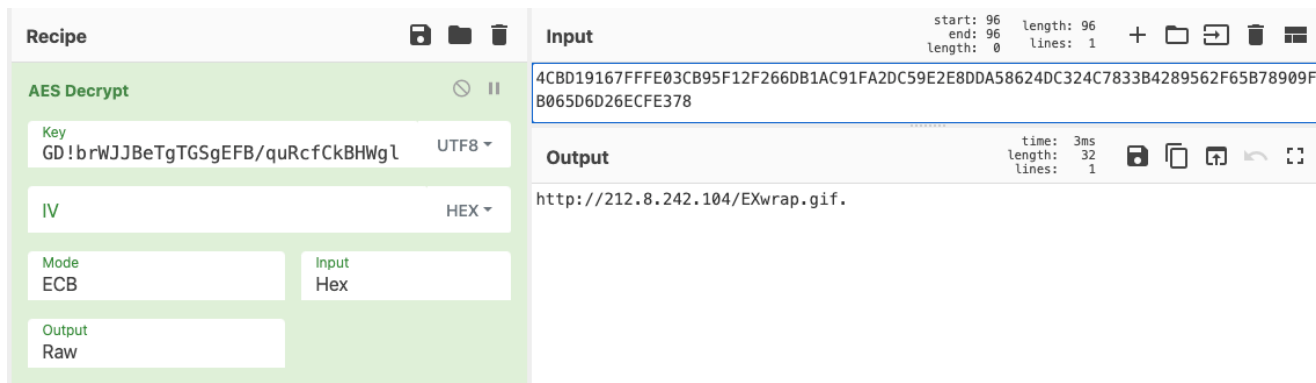 Recipe
AES Decrypt
Key
GD!brWJJBeTgTGSgEFB/quRcfCkBHWgl
UTF8
IV
HEX
Mode
ECB
Input
Hex
Output
Raw
Input
start: 96
end: 96
length: 0
length: 96
lines: 1
4CBD19167FFFE03CB95F12F266DB1AC91FA2DC59E2E8DDA58624DC324C7833B4289562F65B78909F
B065D6D26ECFE378
Output
time: 3ms
length: 32
lines: 1
http://212.8.242.104/EXwrap.gif.